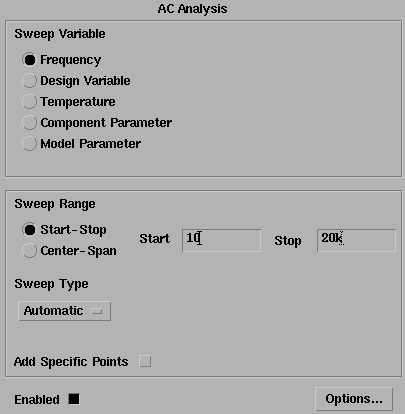 AC Analysis
Sweep Variable
Frequency
Design Variable
Temperature
Component Parameter
Model Parameter
Sweep Range
Start-Stop
Center-Span
Start 10
Stop 20k
Sweep Type
Automatic
Add Specific Points
Enabled
Options...